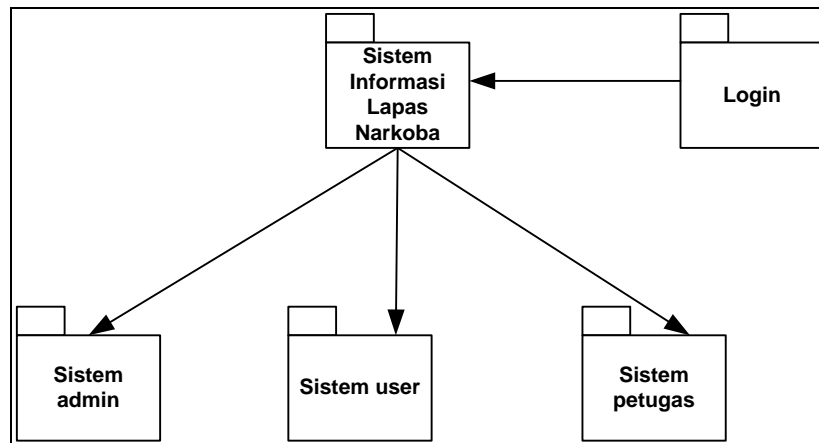 Sistem
Informasi
Lapas
Narkoba
Login
Sistem
admin
Sistem user
Sistem
petugas